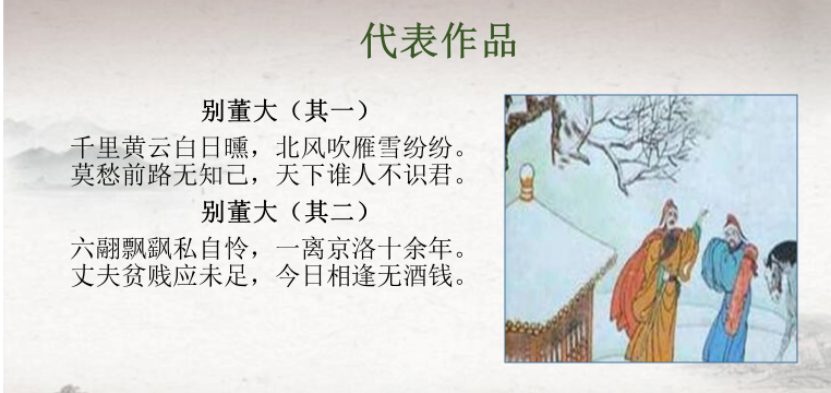 代表作品
别董大（其一）
千里黄云白日曛，北风吹雁雪纷纷。
莫愁前路无知己，天下谁人不识君。
别董大（其二）
六翮飘飖私自怜，一离京洛十余年。
丈夫贫贱应未足，今日相逢无酒钱。